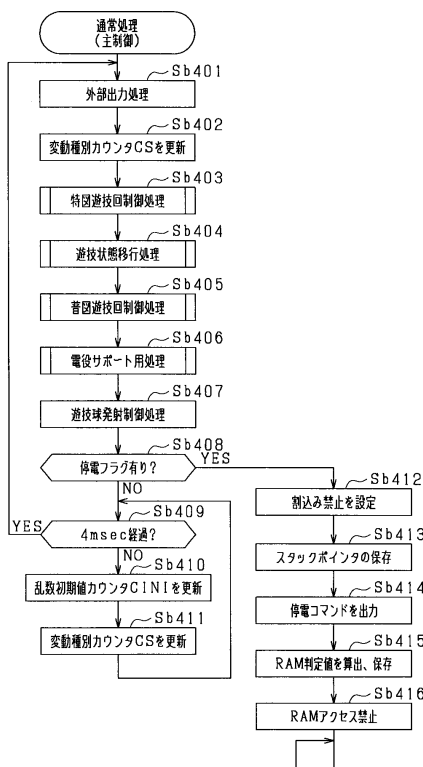 通常処理
(主制御)
Sb401
外部出力処理
Sb402
変動種別カウンタCSを更新
Sb403
特図遊技回制御処理
Sb404
遊技状態移行処理
Sb405
普図遊技回制御処理
Sb406
電役サポート用処理
Sb407
遊技球発射制御処理
Sb408
停電フラグ有り?
YES
NO
Sb409
YES
4msec経過?
NO
Sb410
乱数初期値カウンタCINIを更新
Sb411
変動種別カウンタCSを更新
Sb412
割込み禁止を設定
Sb413
スタックポインタの保存
Sb414
停電コマンドを出力
Sb415
RAM判定値を算出、保存
Sb416
RAMアクセス禁止